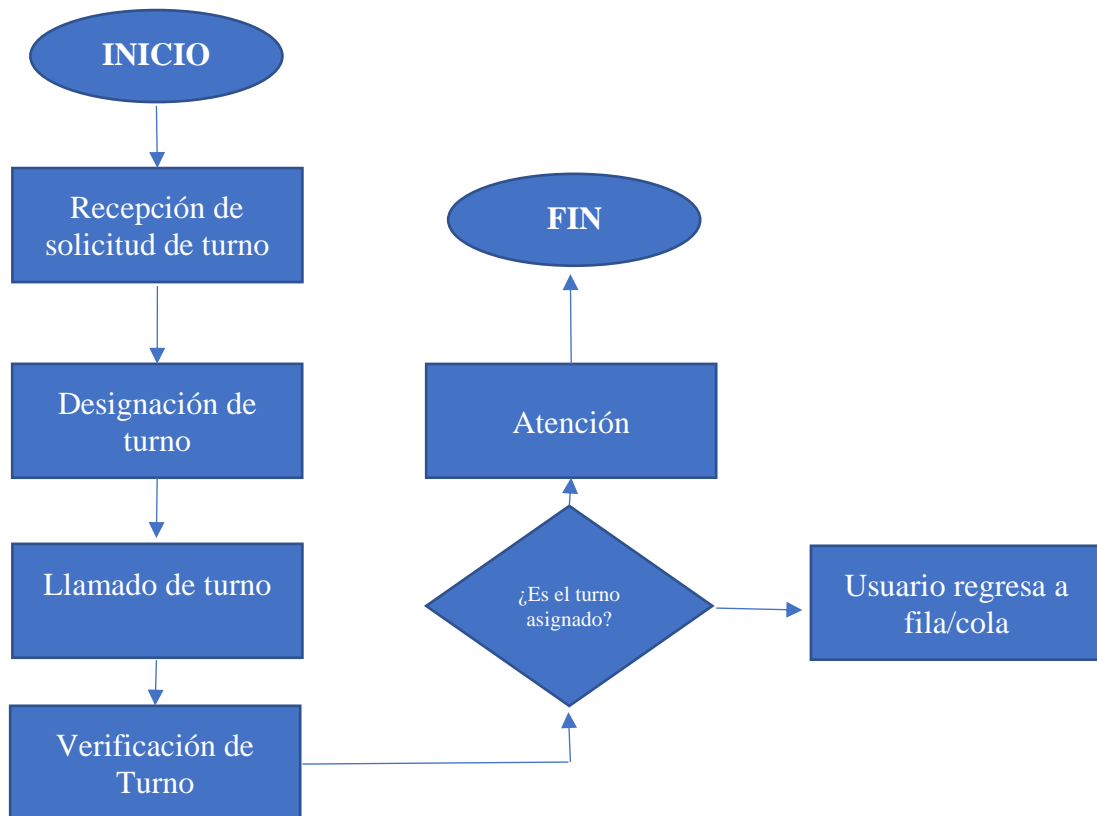 INICIO
Recepción de
solicitud de turno
Designación de
turno
Llamado de turno
Verificación de
Turno
¿Es el turno
asignado?
Atención
FIN
Usuario regresa a
fila/cola